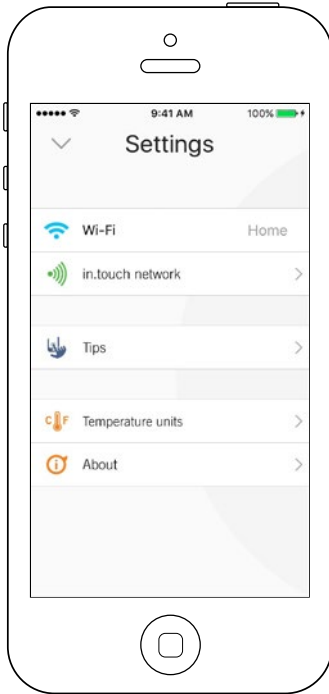 9:41 AM
100%
Settings
Wi-Fi Home
in.touch network
Tips
C F
Temperature units
About